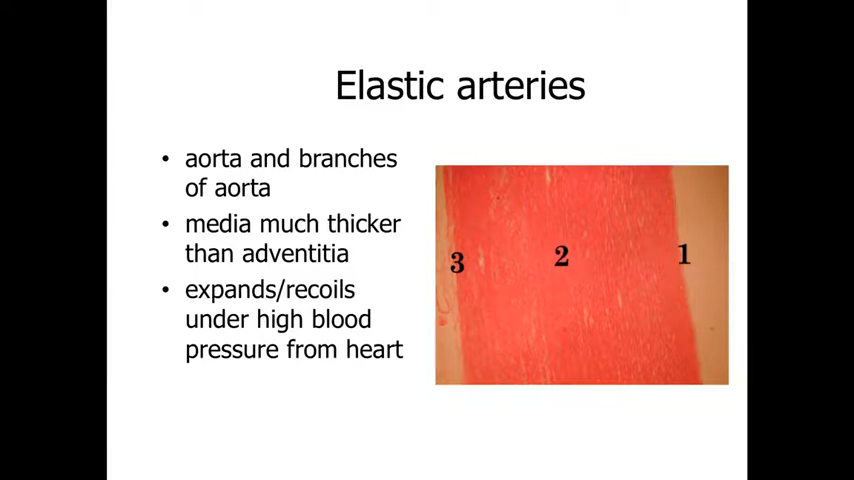 Elastic arteries
• aorta and branches
of aorta
• media much thicker
than adventitia
• expands/recoils
under high blood
pressure from heart
3 2 1